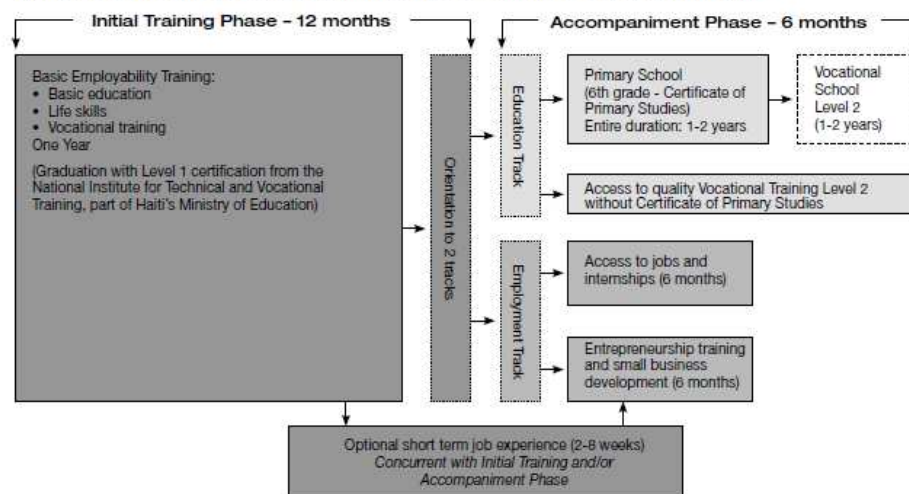 Initial Training Phase – 12 months
Accompaniment Phase – 6 months
Basic Employability Training:
• Basic education
• Life skills
• Vocational training
One Year
(Graduation with Level 1 certification from the
National Institute for Technical and Vocational
Training, part of Haiti's Ministry of Education)
Orientation to 2 tracks
Education Track
Primary School
(6th grade - Certificate of
Primary Studies)
Entire duration: 1-2 years
Vocational
School
Level 2
(1-2 years)
Access to quality Vocational Training Level 2
without Certificate of Primary Studies
Employment Track
Access to jobs and
internships (6 months)
Entrepreneurship training
and small business
development (6 months)
Optional short term job experience (2-8 weeks)
Concurrent with Initial Training and/or
Accompaniment Phase